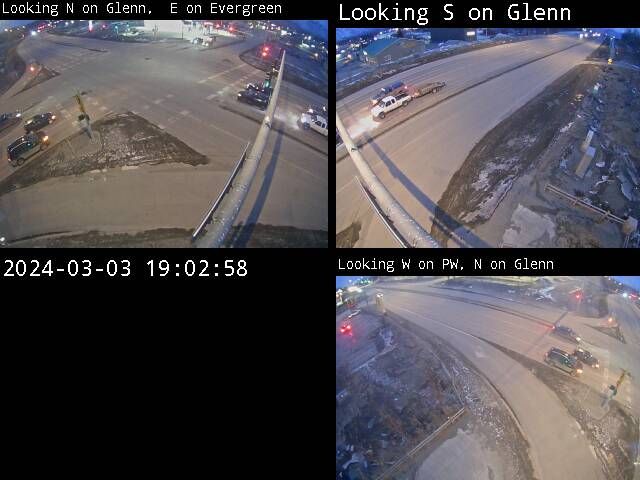 Looking N on Glenn, E on Evergreen
Looking S on Glenn
2024-03-03 19:02:58
Looking W on PW, N on Glenn